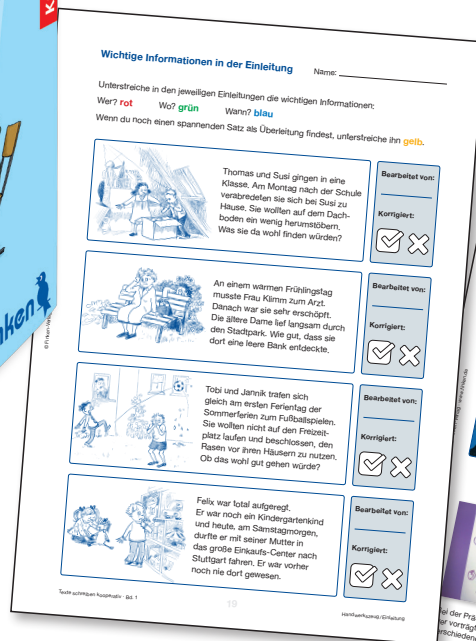 Wichtige Informationen in der Einleitung
Name:
Unterstreiche in den jeweiligen Einleitungen die wichtigen Informationen:
Wer? rot Wo? grün Wann? blau
Wenn du noch einen spannenden Satz als Überleitung findest, unterstreiche ihn gelb.
Thomas und Susi gingen in eine
Klasse. Am Montag nach der Schule
verabredeten sie sich bei Susi zu
Hause. Sie wollten auf dem Dach-
boden ein wenig herumstöbern.
Was sie da wohl finden würden?
Bearbeitet von:
Korrigiert:
An einem warmen Frühlingstag
musste Frau Klimm zum Arzt.
Danach war sie sehr erschöpft.
Die ältere Dame lief langsam durch
den Stadtpark. Wie gut, dass sie
dort eine leere Bank entdeckte.
Bearbeitet von:
Korrigiert:
Tobi und Jannik trafen sich
gleich am ersten Ferientag der
Sommerferien zum Fußballspielen.
Sie wollten nicht auf den Freizeit-
platz laufen und beschlossen, den
Rasen vor ihren Häusern zu nutzen.
Ob das wohl gut gehen würde?
Bearbeitet von:
Korrigiert:
Felix war total aufgeregt.
Er war noch ein Kindergartenkind
und heute, am Samstagmorgen,
durfte er mit seiner Mutter in
das große Einkaufs-Center nach
Stuttgart fahren. Er war vorher
noch nie dort gewesen.
Bearbeitet von:
Korrigiert:
Texte schreiben kooperativ - Bd. 1
19
Handwerkszeug/Einleitung